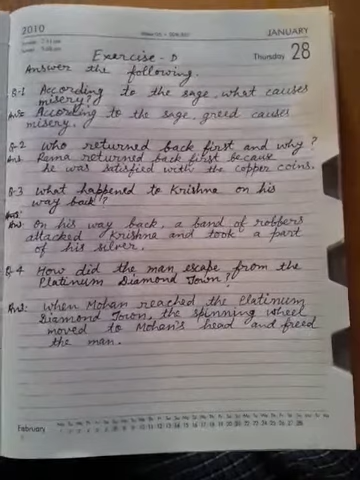 2010
JANUARY
Thursday 28
Exercise - D
Answer the following.
Q-1 According to the sage, what causes
misery?
Ans:- According to the sage, greed causes
misery.
Q-2 Who returned back first and why?
Ans: Rama returned back first because
he was satisfied with the copper coins.
Q-3 What happened to Krishna on his
way back?
Ans:
Ans: On his way back, a band of robbers
attacked Krishna and took a part
of his silver.
Q-4 How did the man escape from the
Platinum Diamond Town?
Ans:- When Mohan reached the Platinum
Diamond Town, the spinning wheel
moved to Mohan's head and freed
the man.
February